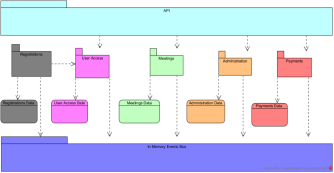 API
Registrations
User Access
Meetings
Administration
Payments
Registrations Data
User Access Data
Meetings Data
Administration Data
Payments Data
In Memory Events Bus